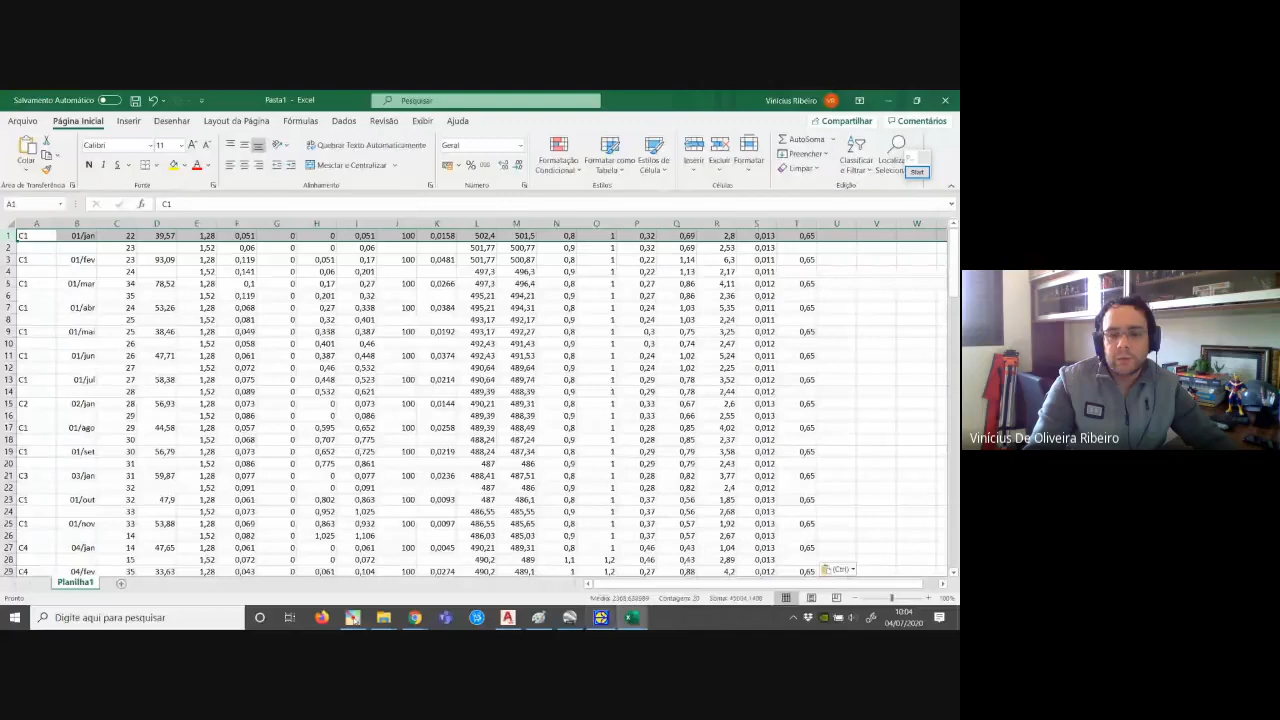 Salvamento Automático Pasta1 - Excel Pesquisar Vinícius Ribeiro VR
Arquivo Página Inicial Inserir Desenhar Layout da Página Fórmulas Dados Revisão Exibir Ajuda Compartilhar Comentários
Colar Calibri 11 Quebrar Texto Automaticamente Geral Formatação Condicional Formatar como Tabela Estilos de Célula Inserir Excluir Formatar AutoSoma Classificar e Filtrar
N I S Mesclar e Centralizar Preencher Limpar Start
Área de Transferência Fonte Alinhamento Número Estilos Células Edição
A1 C1
A B C D E F G H I J K L M N O P Q R S T U V W
1 C1 01/jan 22 39,57 1,28 0,051 0 0 0,051 100 0,0158 502,4 501,5 0,8 1 0,32 0,69 2,8 0,013 0,65
2 23 1,52 0,06 0 0 0,06 501,77 500,77 0,9 1 0,32 0,69 2,53 0,013
3 C1 01/fev 23 93,09 1,28 0,119 0 0,051 0,17 100 0,0481 501,77 500,87 0,8 1 0,22 1,14 6,3 0,011 0,65
4 24 1,52 0,141 0 0,06 0,201 497,3 496,3 0,9 1 0,22 1,13 2,17 0,011
5 C1 01/mar 34 78,52 1,28 0,1 0 0,17 0,27 100 0,0266 497,3 496,4 0,8 1 0,27 0,86 4,11 0,012 0,65
6 35 1,52 0,119 0 0,201 0,32 495,21 494,21 0,9 1 0,27 0,86 2,36 0,012
7 C1 01/abr 24 53,26 1,28 0,068 0 0,27 0,338 100 0,0384 495,21 494,31 0,8 1 0,24 1,03 5,35 0,011 0,65
8 25 1,52 0,081 0 0,32 0,401 493,17 492,17 0,9 1 0,24 1,03 2,24 0,011
9 C1 01/mai 25 38,46 1,28 0,049 0 0,338 0,387 100 0,0192 493,17 492,27 0,8 1 0,3 0,75 3,25 0,012 0,65
10 26 1,52 0,058 0 0,401 0,46 492,43 491,43 0,9 1 0,3 0,74 2,47 0,012
11 C1 01/jun 26 47,71 1,28 0,061 0 0,387 0,448 100 0,0374 492,43 491,53 0,8 1 0,24 1,02 5,24 0,011 0,65
12 27 1,52 0,072 0 0,46 0,532 490,64 489,64 0,9 1 0,24 1,02 2,25 0,011
13 C1 01/jul 27 58,38 1,28 0,075 0 0,448 0,523 100 0,0214 490,64 489,74 0,8 1 0,29 0,78 3,52 0,012 0,65
14 28 1,52 0,089 0 0,532 0,621 489,39 488,39 0,9 1 0,29 0,78 2,43 0,012
15 C2 02/jan 28 56,93 1,28 0,073 0 0 0,073 100 0,0144 490,21 489,31 0,8 1 0,33 0,67 2,6 0,013 0,65
16 29 1,52 0,086 0 0 0,086 489,39 488,39 0,9 1 0,33 0,66 2,55 0,013
17 C1 01/ago 29 44,58 1,28 0,057 0 0,595 0,652 100 0,0258 489,39 488,49 0,8 1 0,28 0,85 4,02 0,012 0,65
18 30 1,52 0,068 0 0,707 0,775 488,24 487,24 0,9 1 0,28 0,85 2,37 0,012
19 C1 01/set 30 56,79 1,28 0,073 0 0,652 0,725 100 0,0219 488,24 487,34 0,8 1 0,29 0,79 3,58 0,012 0,65
20 31 1,52 0,086 0 0,775 0,861 487 486 0,9 1 0,29 0,79 2,43 0,012
21 C3 03/jan 31 59,87 1,28 0,077 0 0 0,077 100 0,0236 488,41 487,51 0,8 1 0,28 0,82 3,77 0,012 0,65
22 32 1,52 0,091 0 0 0,091 487 486 0,9 1 0,28 0,82 2,4 0,012
23 C1 01/out 32 47,9 1,28 0,061 0 0,802 0,863 100 0,0093 487 486,1 0,8 1 0,37 0,56 1,85 0,013 0,65
24 33 1,52 0,073 0 0,952 1,025 486,55 485,55 0,9 1 0,37 0,56 2,68 0,013
25 C1 01/nov 33 53,88 1,28 0,069 0 0,863 0,932 100 0,0097 486,55 485,65 0,8 1 0,37 0,57 1,92 0,013 0,65
26 14 1,52 0,082 0 1,025 1,106 486,03 485,03 0,9 1 0,37 0,57 2,67 0,013
27 C4 04/jan 14 47,65 1,28 0,061 0 0 0,061 100 0,0045 490,21 489,31 0,8 1 0,46 0,43 1,04 0,013 0,65
28 15 1,52 0,072 0 0 0,072 490,2 489 1,1 1,2 0,46 0,43 2,89 0,013
29 C4 04/fev 35 33,63 1,28 0,043 0 0,061 0,104 100 0,0274 490,2 489,1 1 1,2 0,27 0,88 4,2 0,012 0,65
(Ctrl)
Planilha1
Pronto Contagem: 20 100%
Digite aqui para pesquisar 10:04
04/07/2020
Vinícius De Oliveira Ribeiro